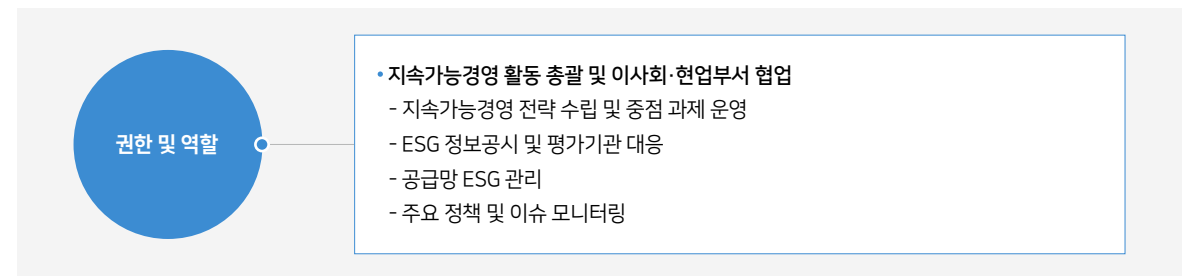 권한 및 역할
• 지속가능경영 활동 총괄 및 이사회·현업부서 협업
- 지속가능경영 전략 수립 및 중점 과제 운영
- ESG 정보공시 및 평가기관 대응
- 공급망 ESG 관리
- 주요 정책 및 이슈 모니터링